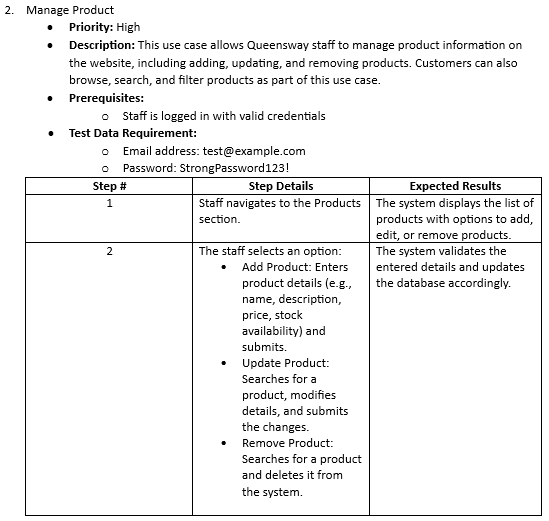 2. Manage Product
• Priority: High
• Description: This use case allows Queensway staff to manage product information on
the website, including adding, updating, and removing products. Customers can also
browse, search, and filter products as part of this use case.
• Prerequisites:
o Staff is logged in with valid credentials
• Test Data Requirement:
o Email address: test@example.com
o Password: StrongPassword123!
Step # Step Details Expected Results
1 Staff navigates to the Products
section.
The system displays the list of
products with options to add,
edit, or remove products.
2 The staff selects an option:
• Add Product: Enters
product details (e.g.,
name, description,
price, stock
availability) and
submits.
• Update Product:
Searches for a
product, modifies
details, and submits
the changes.
• Remove Product:
Searches for a product
and deletes it from
the system.
The system validates the
entered details and updates
the database accordingly.